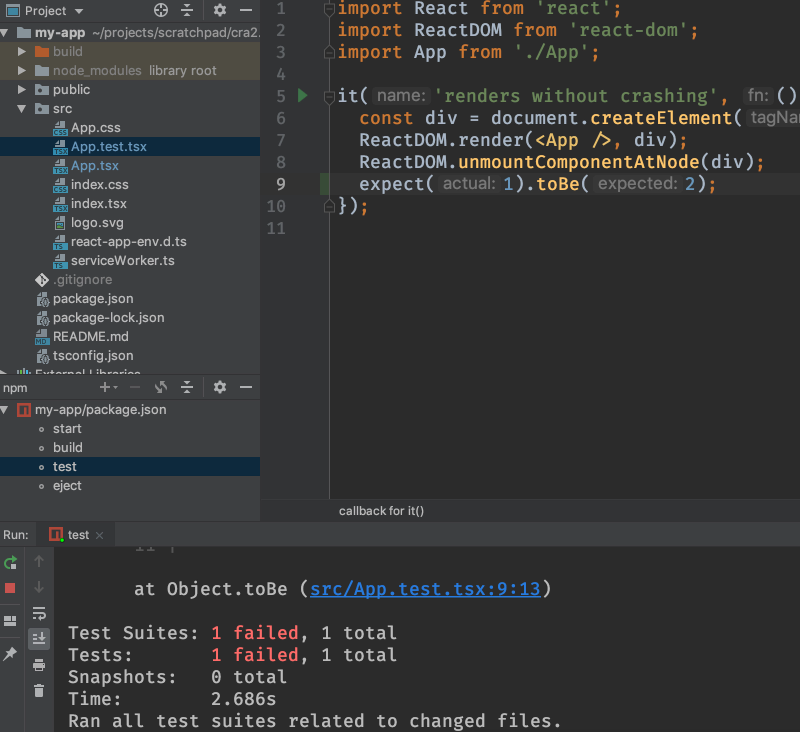 Project
my-app ~/projects/scratchpad/cra2.
build
node_modules library root
public
src
App.css
App.test.tsx
App.tsx
index.css
index.tsx
logo.svg
react-app-env.d.ts
serviceWorker.ts
.gitignore
package.json
package-lock.json
README.md
tsconfig.json
External Libraries
npm
my-app/package.json
start
build
test
eject
1 import React from 'react';
2 import ReactDOM from 'react-dom';
3 import App from './App';
4
5 it( name: 'renders without crashing', fn: ()
6 const div = document.createElement( tagNa
7 ReactDOM.render(<App />, div);
8 ReactDOM.unmountComponentAtNode(div);
9 expect( actual: 1).toBe( expected: 2);
10 });
11
callback for it()
Run: test
11 |
at Object.toBe (src/App.test.tsx:9:13)
Test Suites: 1 failed, 1 total
Tests: 1 failed, 1 total
Snapshots: 0 total
Time: 2.686s
Ran all test suites related to changed files.